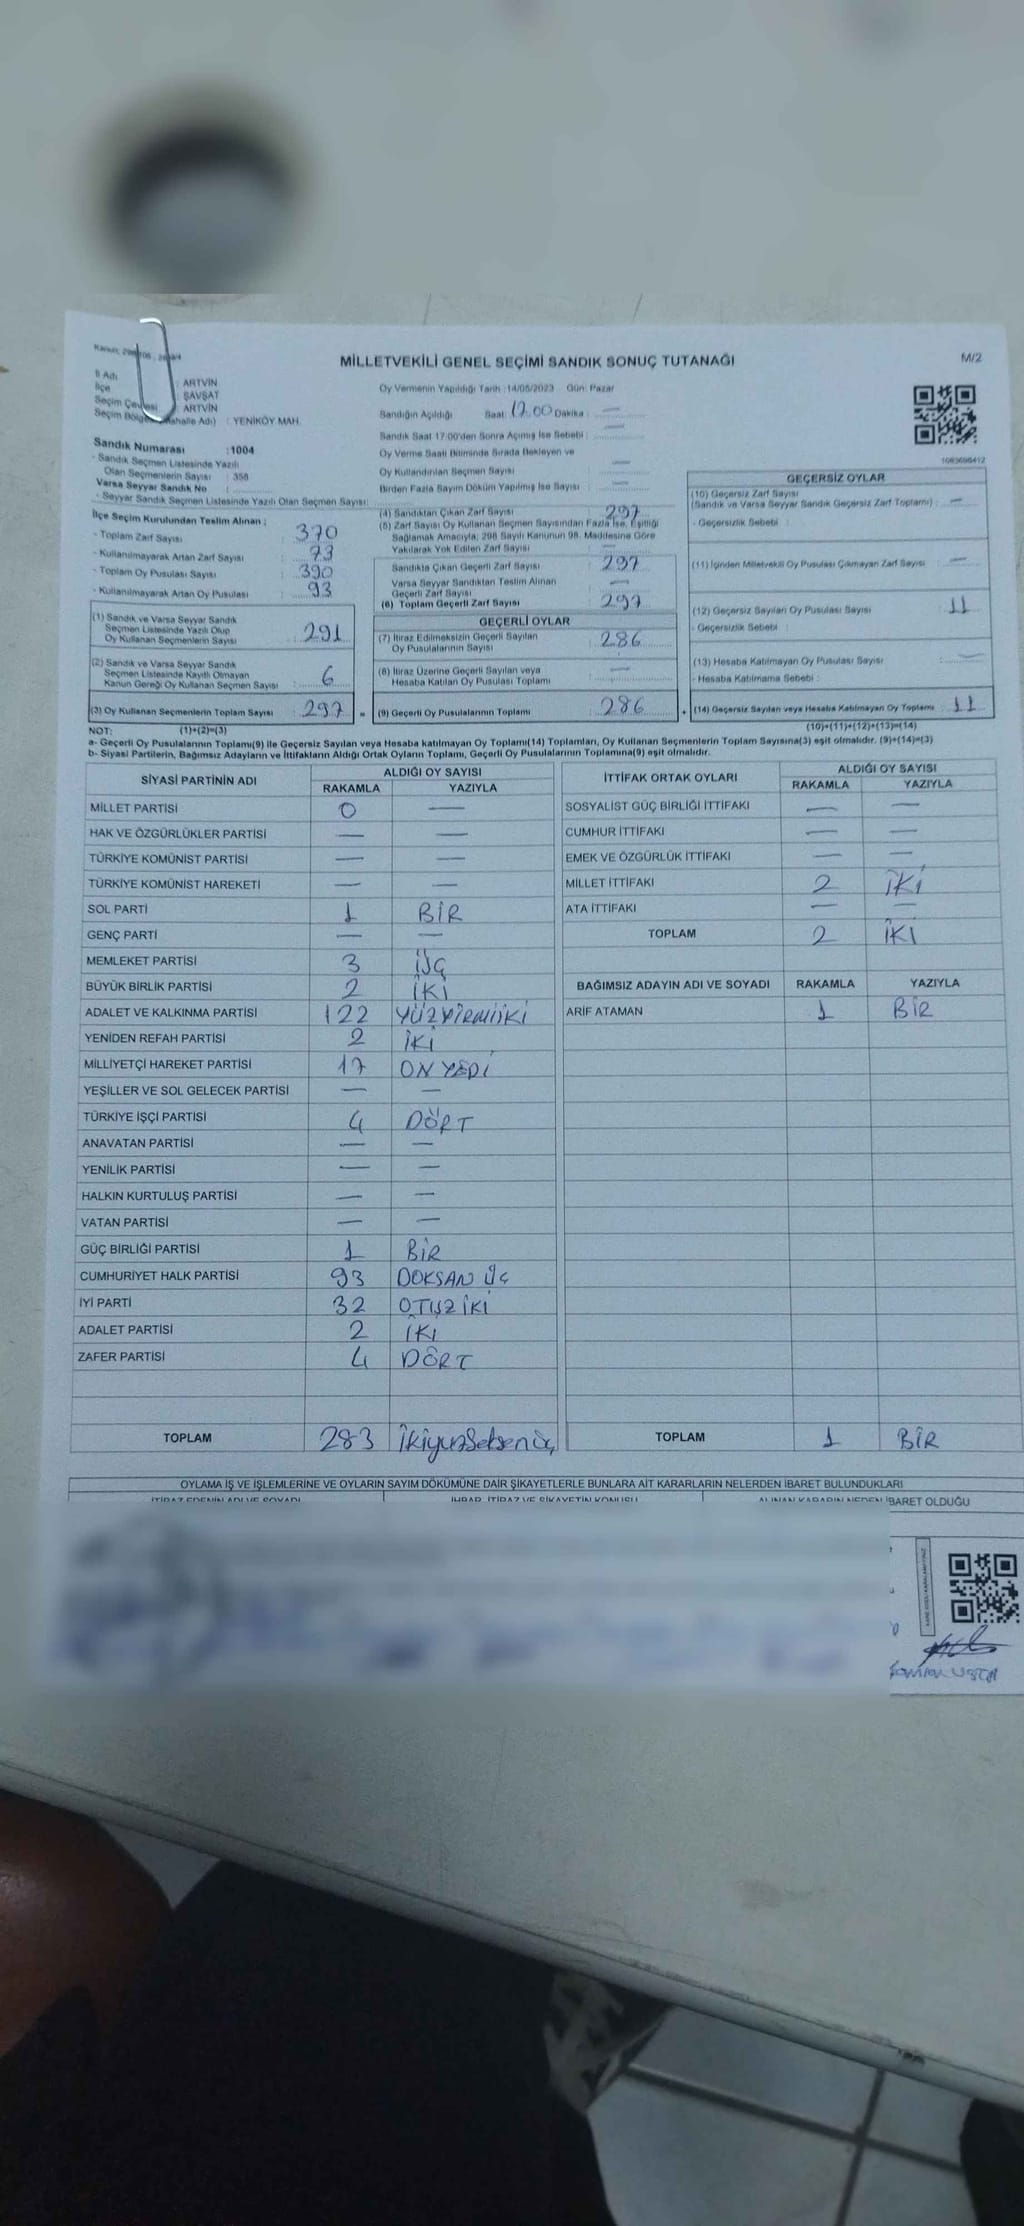 MİLLETVEKİLİ GENEL SEÇİMİ SANDIK SONUÇ TUTANAĞI
M/2
İl Adı : ARTVİN
İlçe : ŞAVŞAT
Seçim Çevresi : ARTVİN
Seçim Bölgesi (Mahalle Adı) : YENİKÖY MAH.
Sandık Numarası :1004
- Sandık Seçmen Listesinde Yazılı
Olan Seçmenlerin Sayısı : 356
Varsa Seyyar Sandık No :
- Seyyar Sandık Seçmen Listesinde Yazılı Olan Seçmen Sayısı:
Oy Vermenin Yapıldığı Tarih :14/05/2023 Gün: Pazar
Sandığın Açıldığı Saat: 17.00 Dakika : —
Sandık Saat 17:00'den Sonra Açılmış İse Sebebi : —
Oy Verme Saati Bitiminde Sırada Bekleyen ve
Oy Kullandırılan Seçmen Sayısı —
Birden Fazla Sayım Döküm Yapılmış İse Sayısı —
1083696412
İlçe Seçim Kurulundan Teslim Alınan :
- Toplam Zarf Sayısı : 370
- Kullanılmayarak Artan Zarf Sayısı : 73
- Toplam Oy Pusulası Sayısı : 390
- Kullanılmayarak Artan Oy Pusulası : 93
(1) Sandık ve Varsa Seyyar Sandık
Seçmen Listesinde Yazılı Olup
Oy Kullanan Seçmenlerin Sayısı : 291
(2) Sandık ve Varsa Seyyar Sandık
Seçmen Listesinde Kayıtlı Olmayan
Kanun Gereği Oy Kullanan Seçmen Sayısı : 6
(3) Oy Kullanan Seçmenlerin Toplam Sayısı : 297 =
(4) Sandıktan Çıkan Zarf Sayısı : 297
(5) Zarf Sayısı Oy Kullanan Seçmen Sayısından Fazla İse, Eşitliği
Sağlamak Amacıyla; 298 Sayılı Kanunun 98. Maddesine Göre
Yakılarak Yok Edilen Zarf Sayısı : —
Sandıkta Çıkan Geçerli Zarf Sayısı : 297
Varsa Seyyar Sandıktan Teslim Alınan
Geçerli Zarf Sayısı : —
(6) Toplam Geçerli Zarf Sayısı : 297
GEÇERLİ OYLAR
(7) İtiraz Edilmeksizin Geçerli Sayılan
Oy Pusulalarının Sayısı : 286
(8) İtiraz Üzerine Geçerli Sayılan veya
Hesaba Katılan Oy Pusulası Toplamı : —
(9) Geçerli Oy Pusulalarının Toplamı : 286 +
GEÇERSİZ OYLAR
(10) Geçersiz Zarf Sayısı
(Sandık ve Varsa Seyyar Sandık Geçersiz Zarf Toplamı) : —
- Geçersizlik Sebebi :
(11) İçinden Milletvekili Oy Pusulası Çıkmayan Zarf Sayısı : —
(12) Geçersiz Sayılan Oy Pusulası Sayısı : 11
- Geçersizlik Sebebi :
(13) Hesaba Katılmayan Oy Pusulası Sayısı : —
- Hesaba Katılmama Sebebi :
(14) Geçersiz Sayılan veya Hesaba Katılmayan Oy Toplamı : 11
NOT: (1)+(2)=(3) (10)+(11)+(12)+(13)=(14)
a- Geçerli Oy Pusulalarının Toplamı(9) ile Geçersiz Sayılan veya Hesaba katılmayan Oy Toplamı(14) Toplamları, Oy Kullanan Seçmenlerin Toplam Sayısına(3) eşit olmalıdır. (9)+(14)=(3)
b- Siyasi Partilerin, Bağımsız Adayların ve İttifakların Aldığı Ortak Oyların Toplamı, Geçerli Oy Pusulalarının Toplamına(9) eşit olmalıdır.
SİYASİ PARTİNİN ADI ALDIĞI OY SAYISI
RAKAMLA YAZIYLA
MİLLET PARTİSİ 0 —
HAK VE ÖZGÜRLÜKLER PARTİSİ — —
TÜRKİYE KOMÜNİST PARTİSİ — —
TÜRKİYE KOMÜNİST HAREKETİ — —
SOL PARTİ 1 BİR
GENÇ PARTİ — —
MEMLEKET PARTİSİ 3 ÜÇ
BÜYÜK BİRLİK PARTİSİ 2 İKİ
ADALET VE KALKINMA PARTİSİ 122 YÜZYİRMİİKİ
YENİDEN REFAH PARTİSİ 2 İKİ
MİLLİYETÇİ HAREKET PARTİSİ 17 ON YEDİ
YEŞİLLER VE SOL GELECEK PARTİSİ — —
TÜRKİYE İŞÇİ PARTİSİ 4 DÖRT
ANAVATAN PARTİSİ — —
YENİLİK PARTİSİ — —
HALKIN KURTULUŞ PARTİSİ — —
VATAN PARTİSİ — —
GÜÇ BİRLİĞİ PARTİSİ 1 BİR
CUMHURİYET HALK PARTİSİ 93 DOKSAN ÜÇ
İYİ PARTİ 32 OTUZ İKİ
ADALET PARTİSİ 2 İKİ
ZAFER PARTİSİ 4 DÖRT
TOPLAM 283 İkiyüzSeksenüç
İTTİFAK ORTAK OYLARI ALDIĞI OY SAYISI
RAKAMLA YAZIYLA
SOSYALİST GÜÇ BİRLİĞİ İTTİFAKI — —
CUMHUR İTTİFAKI — —
EMEK VE ÖZGÜRLÜK İTTİFAKI — —
MİLLET İTTİFAKI 2 İKİ
ATA İTTİFAKI — —
TOPLAM 2 İKİ
BAĞIMSIZ ADAYIN ADI VE SOYADI RAKAMLA YAZIYLA
ARİF ATAMAN 1 BİR
TOPLAM 1 BİR
OYLAMA İŞ VE İŞLEMLERİNE VE OYLARIN SAYIM DÖKÜMÜNE DAİR ŞİKAYETLERLE BUNLARA AİT KARARLARIN NELERDEN İBARET BULUNDUKLARI
İTİRAZ EDENİN ADI VE SOYADI İHBAR, İTİRAZ VE ŞİKAYETİN KONUSU ALINAN KARARIN NEDEN İBARET OLDUĞU